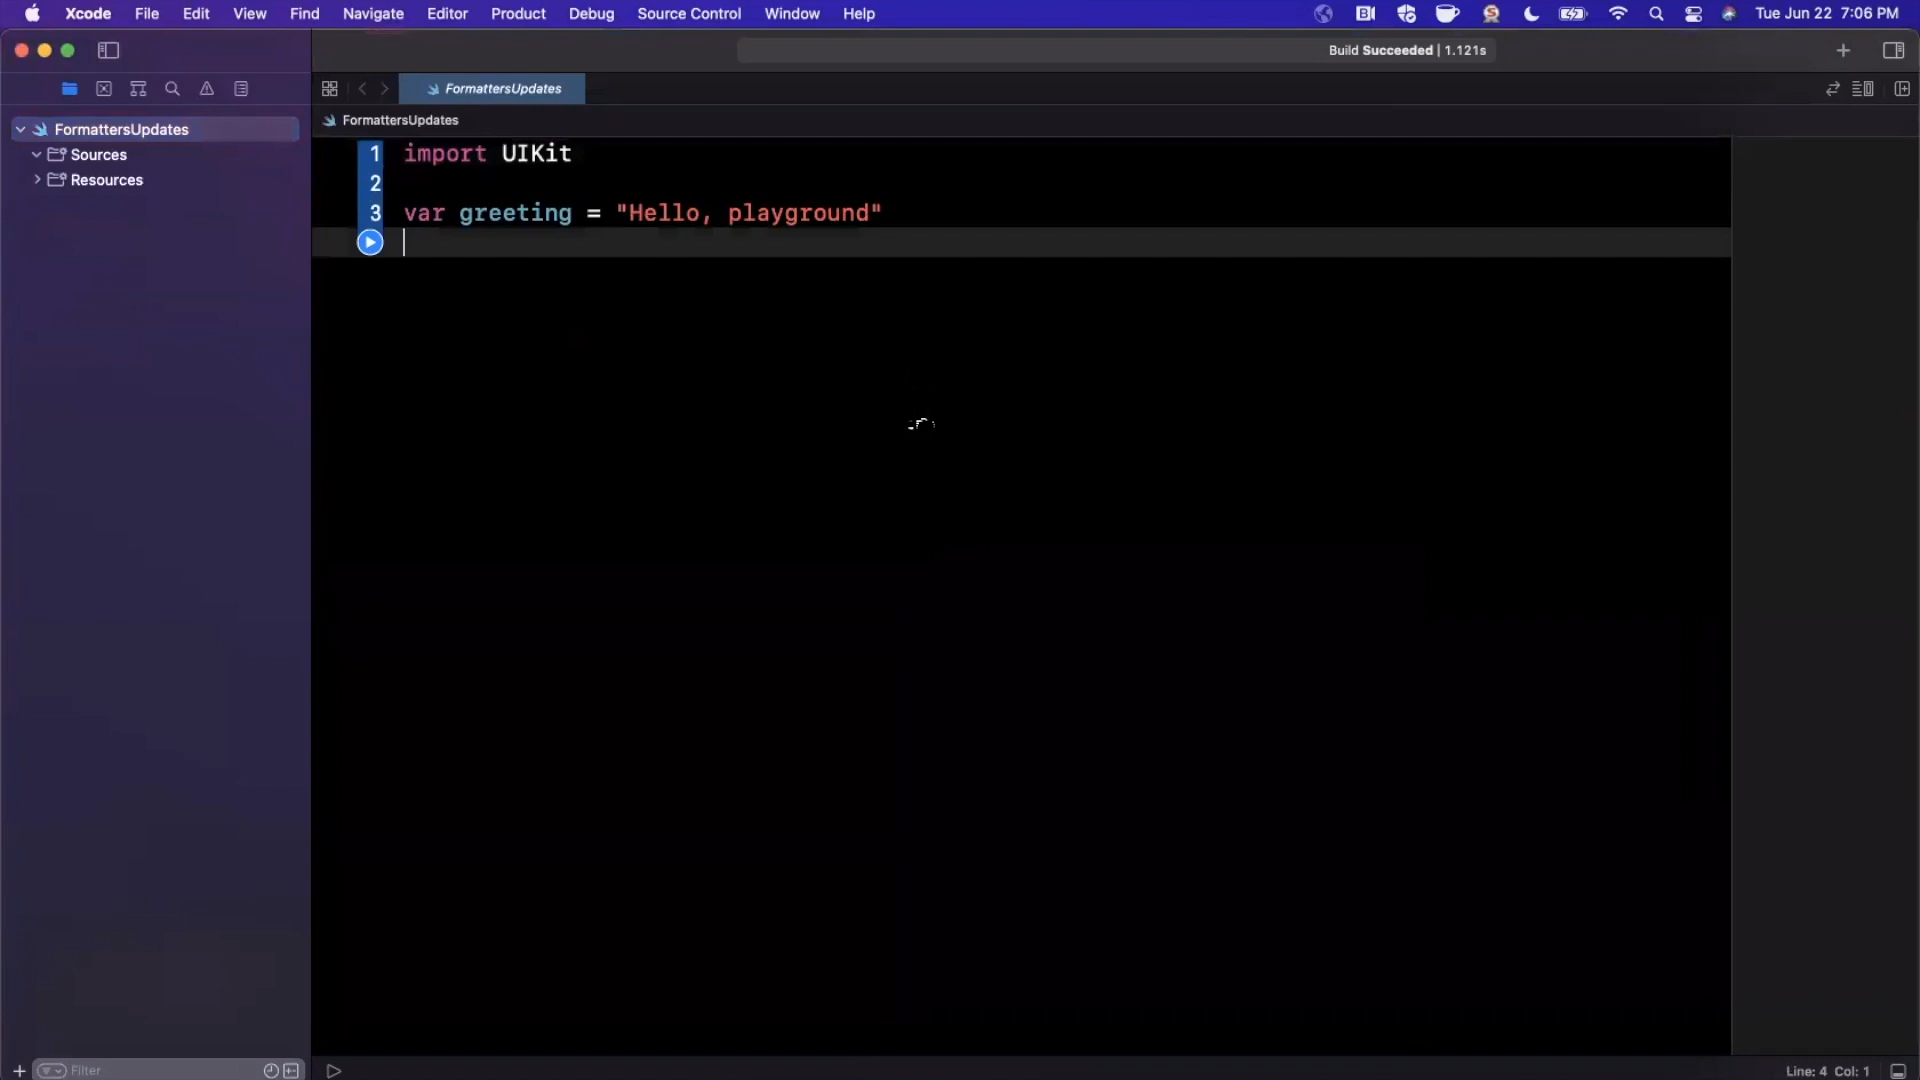 Xcode File Edit View Find Navigate Editor Product Debug Source Control Window Help Tue Jun 22 7:06 PM
Build Succeeded | 1.121s
FormattersUpdates
FormattersUpdates
FormattersUpdates
Sources
Resources
1 import UIKit
2
3 var greeting = "Hello, playground"
Filter
Line: 4 Col: 1